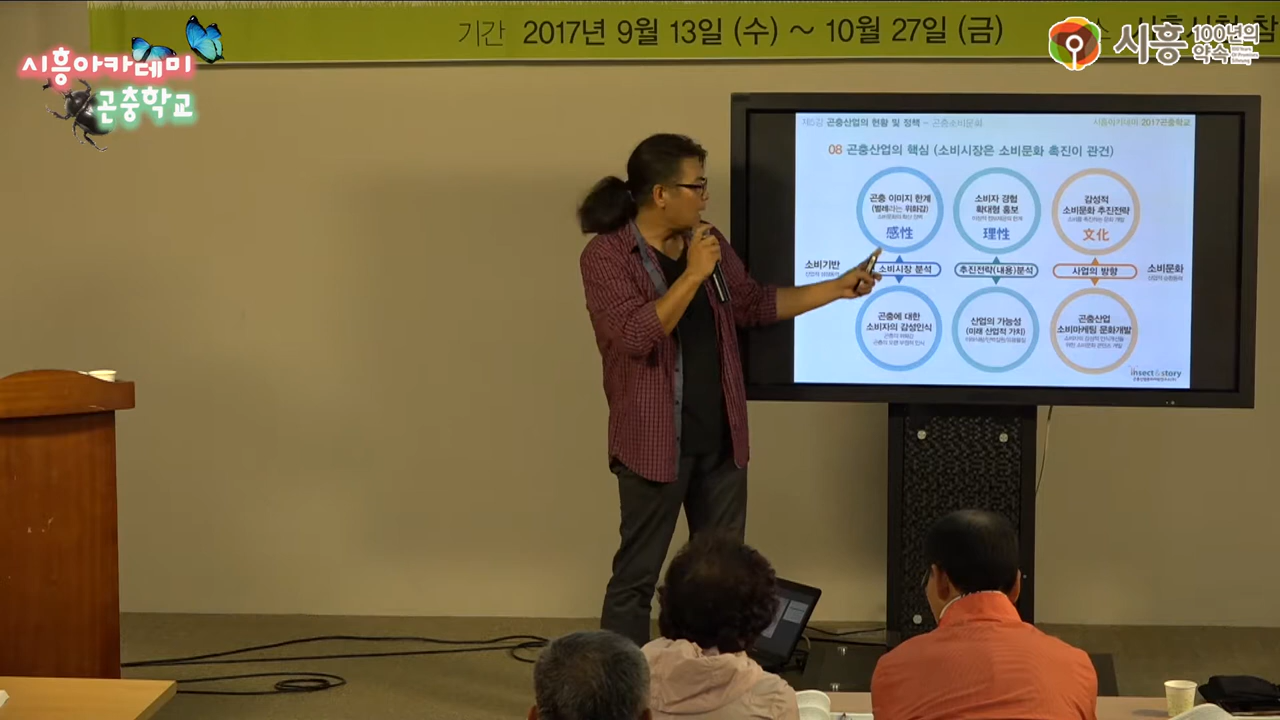 기간 2017년 9월 13일 (수) ~ 10월 27일 (금)
시흥
100년의
약속
시흥아카데미
곤충학교
제5강 곤충산업의 현황 및 정책 - 곤충소비문화
시흥아카데미 2017곤충학교
08 곤충산업의 핵심 (소비시장은 소비문화 촉진이 관건)
곤충 이미지 한계
(벌레라는 위화감)
感性
소비자 경험
확대형 홍보
理性
감성적
소비문화 추진전략
文化
소비기반
소비시장 분석
추진전략(내용)분석
사업의 방향
소비문화
곤충에 대한
소비자의 감성인식
산업의 가능성
(미래 산업적 가치)
곤충산업
소비마케팅 문화개발
insect & story